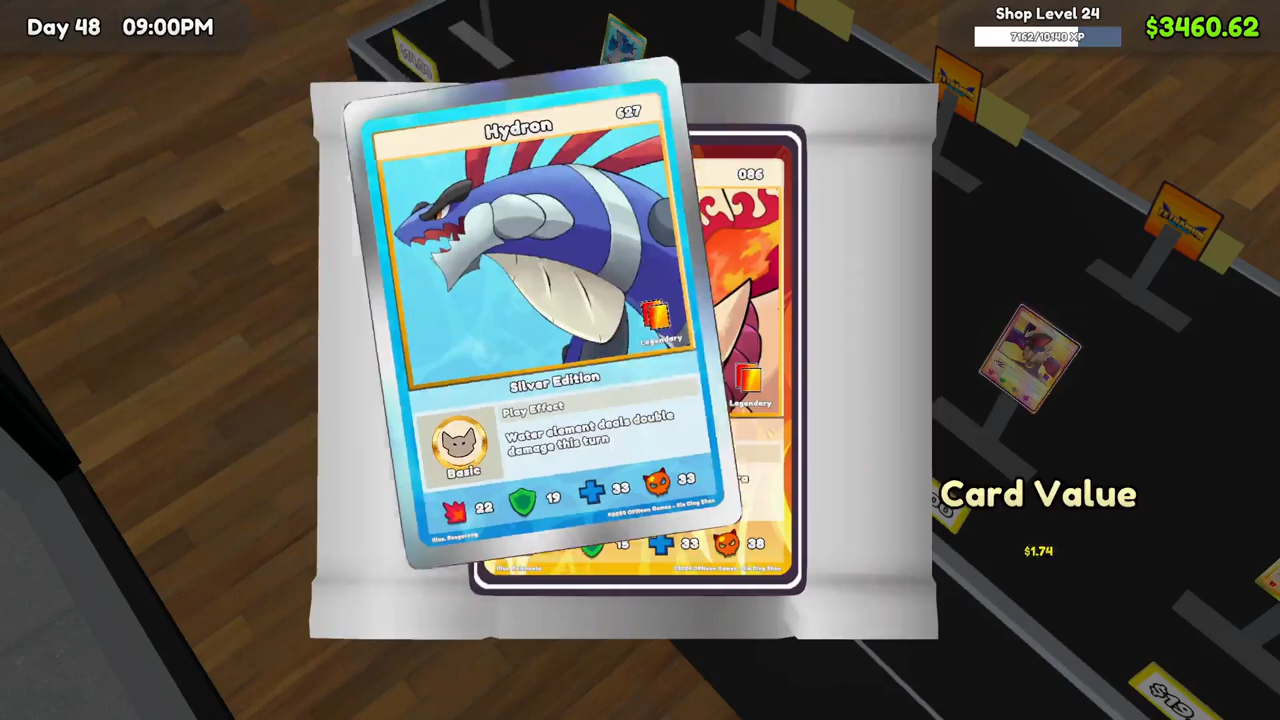 Day 48 09:00PM
Shop Level 24
7162/10140 XP
$3460.62
Hydron
627
086
Legendary
Legendary
Silver Edition
Play Effect
Water element deals double
damage this turn
Basic
22 19 33 33
15 33 38
Card Value
$1.74
$19